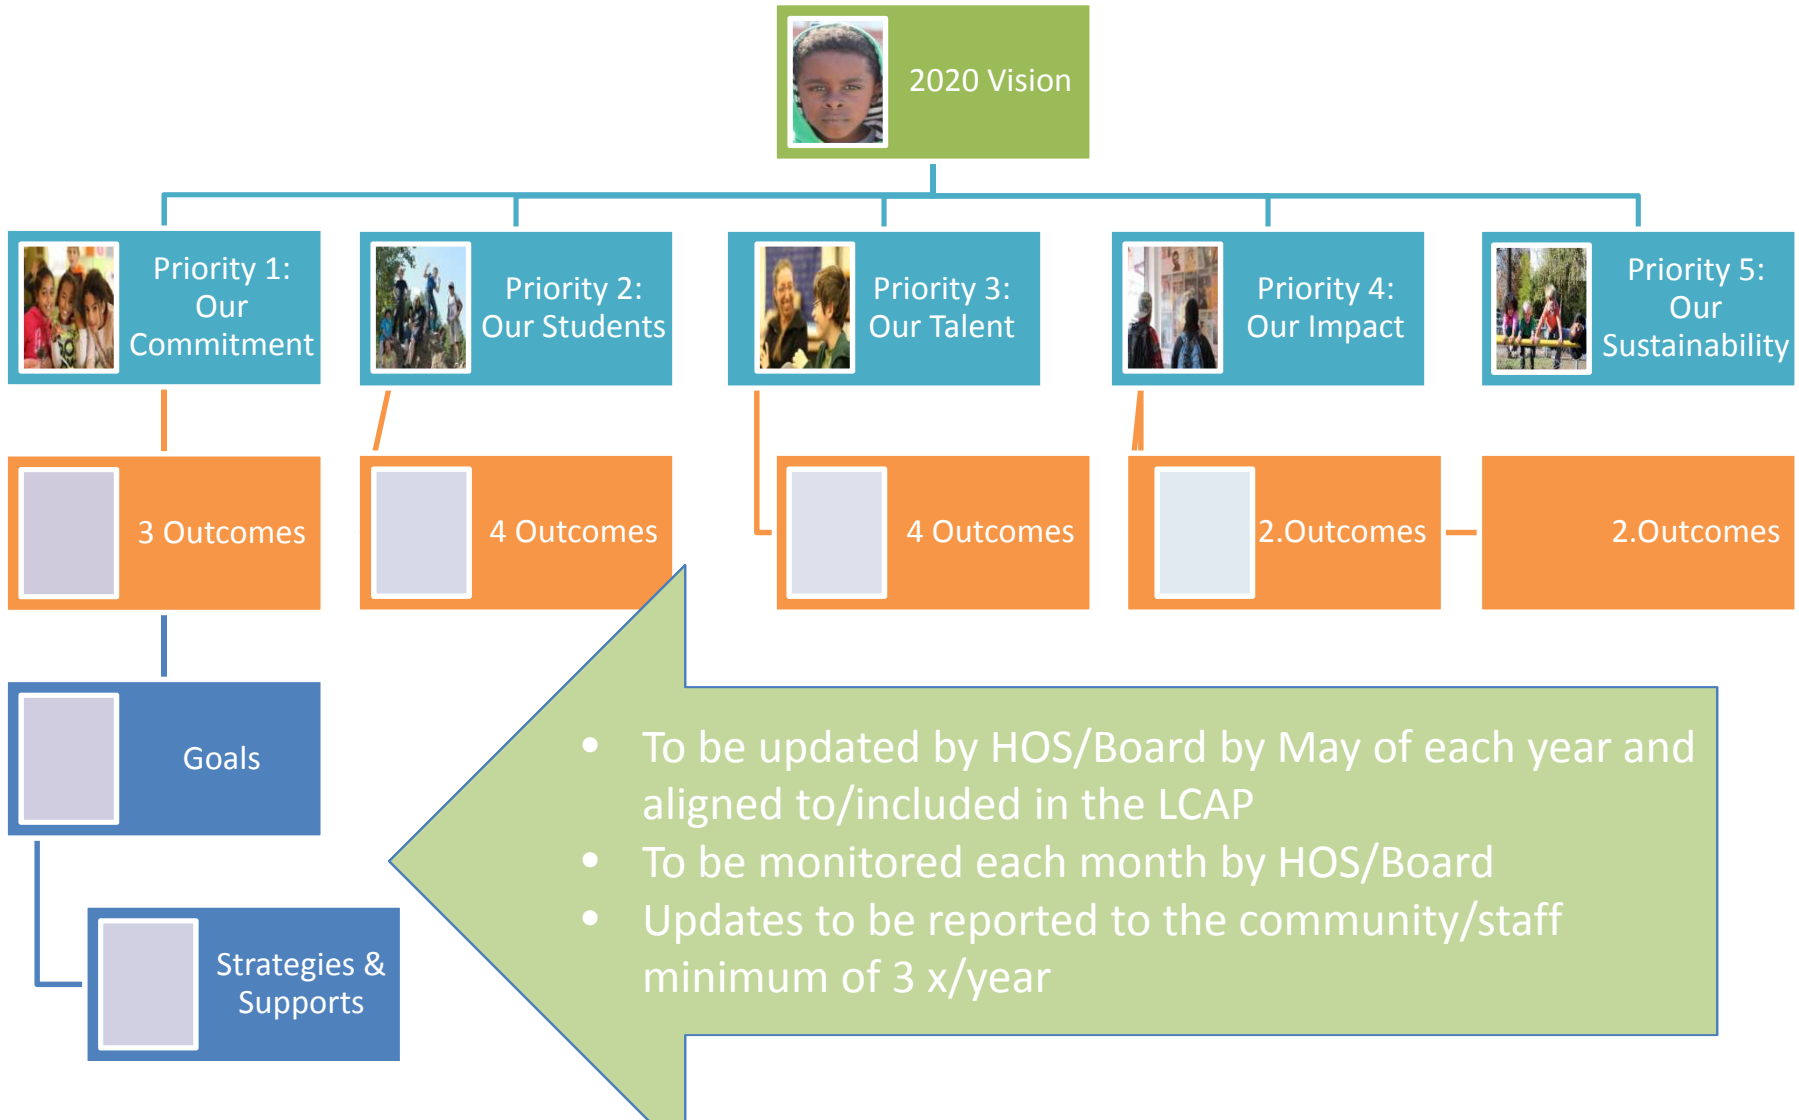 2020 Vision
Priority 1:
Our
Commitment
Priority 2:
Our Students
Priority 3:
Our Talent
Priority 4:
Our Impact
Priority 5:
Our
Sustainability
3 Outcomes
4 Outcomes
4 Outcomes
2.Outcomes
2.Outcomes
Goals
Strategies &
Supports
• To be updated by HOS/Board by May of each year and
aligned to/included in the LCAP
• To be monitored each month by HOS/Board
• Updates to be reported to the community/staff
minimum of 3 x/year